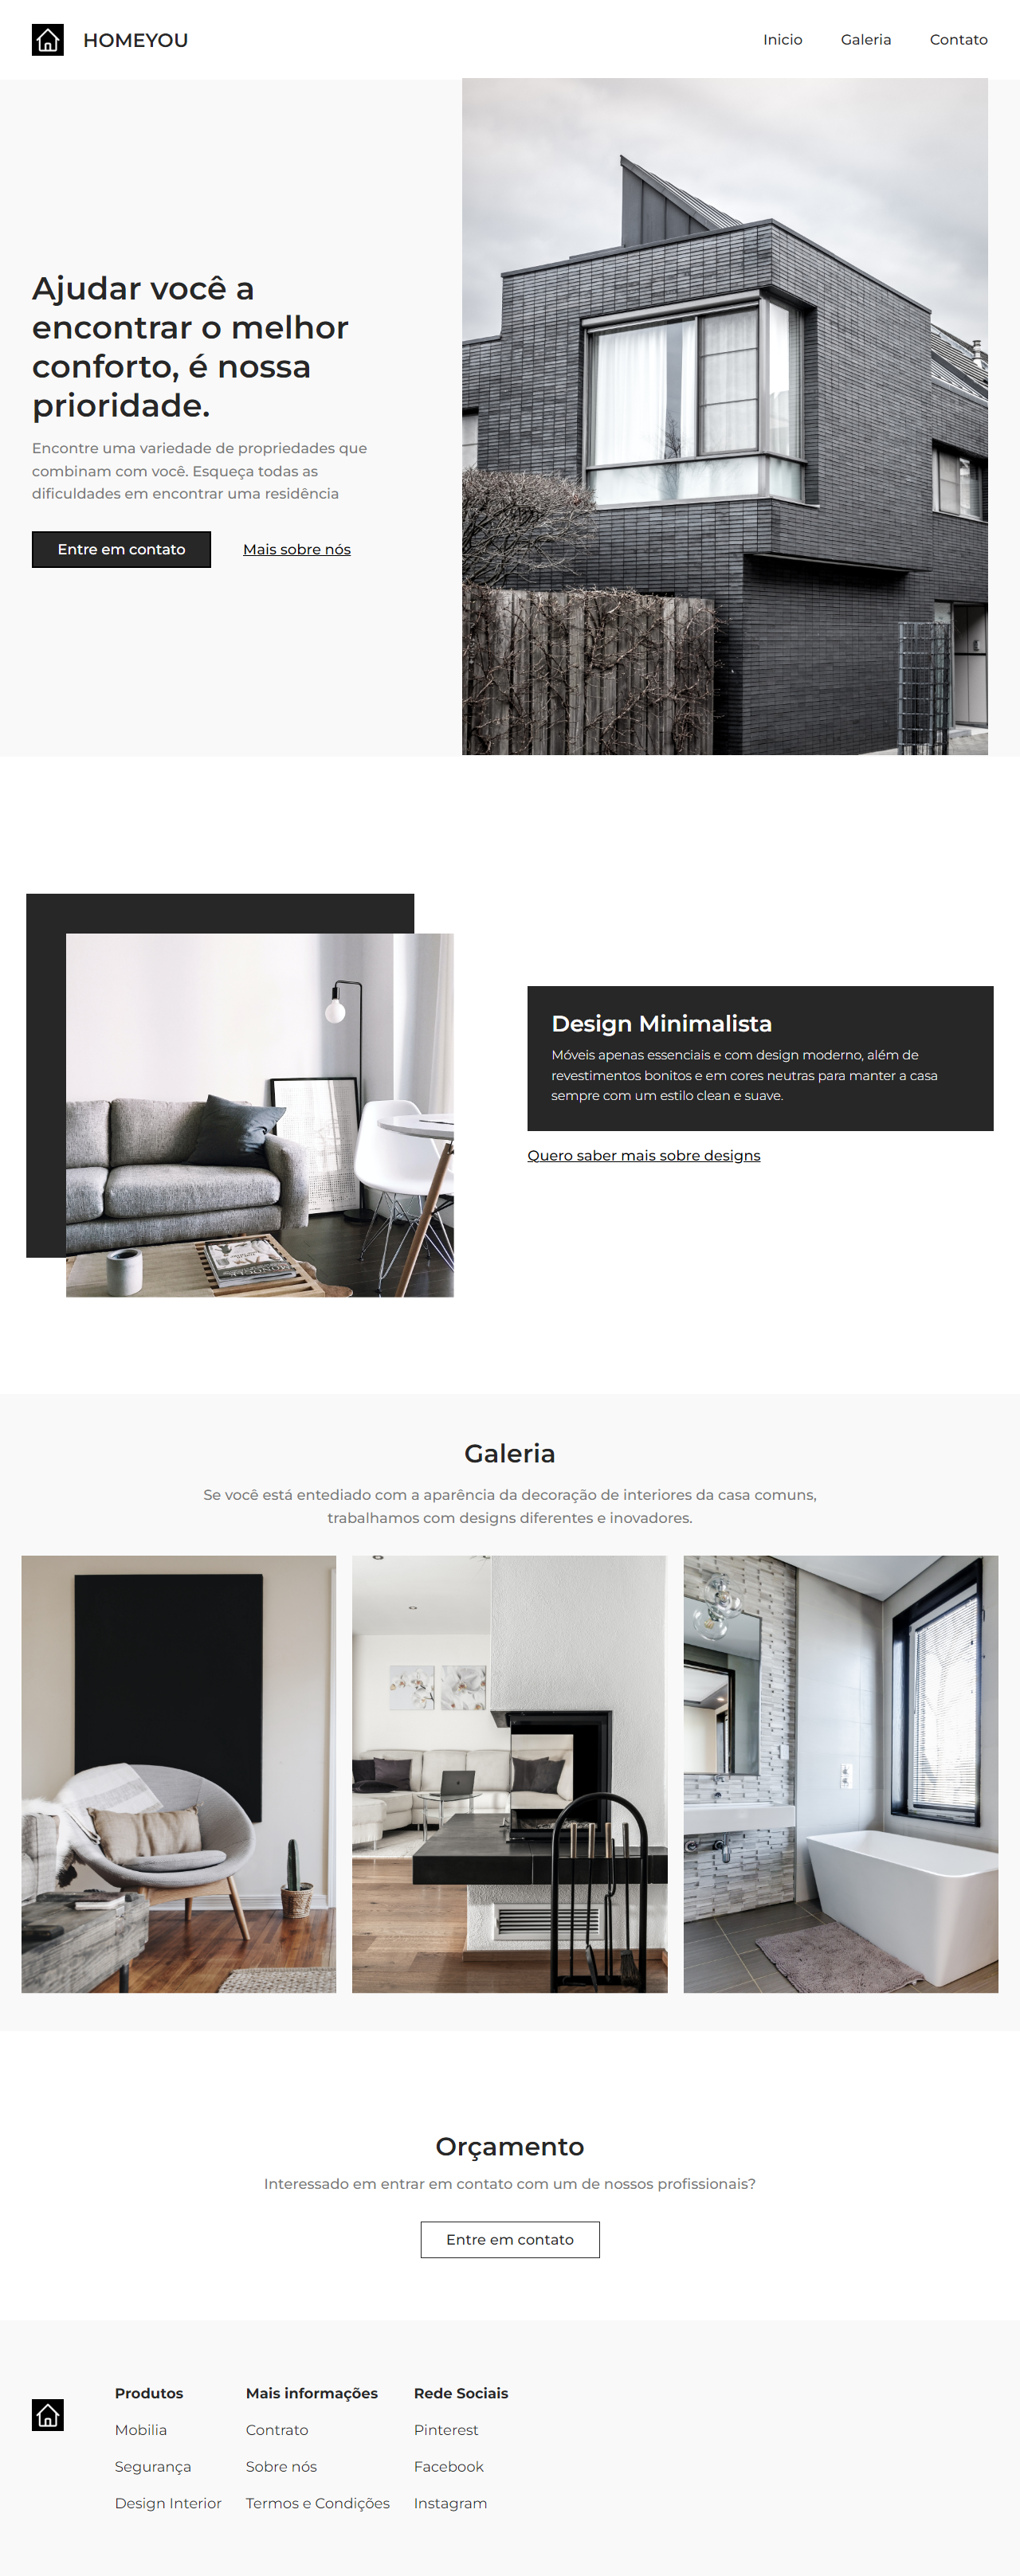 HOMEYOU
Inicio
Galeria
Contato
Ajudar você a
encontrar o melhor
conforto, é nossa
prioridade.
Encontre uma variedade de propriedades que
combinam com você. Esqueça todas as
dificuldades em encontrar uma residência
Entre em contato
Mais sobre nós
Design Minimalista
Móveis apenas essenciais e com design moderno, além de
revestimentos bonitos e em cores neutras para manter a casa
sempre com um estilo clean e suave.
Quero saber mais sobre designs
Galeria
Se você está entediado com a aparência da decoração de interiores da casa comuns,
trabalhamos com designs diferentes e inovadores.
Orçamento
Interessado em entrar em contato com um de nossos profissionais?
Entre em contato
Produtos
Mobilia
Segurança
Design Interior
Mais informações
Contrato
Sobre nós
Termos e Condições
Rede Sociais
Pinterest
Facebook
Instagram